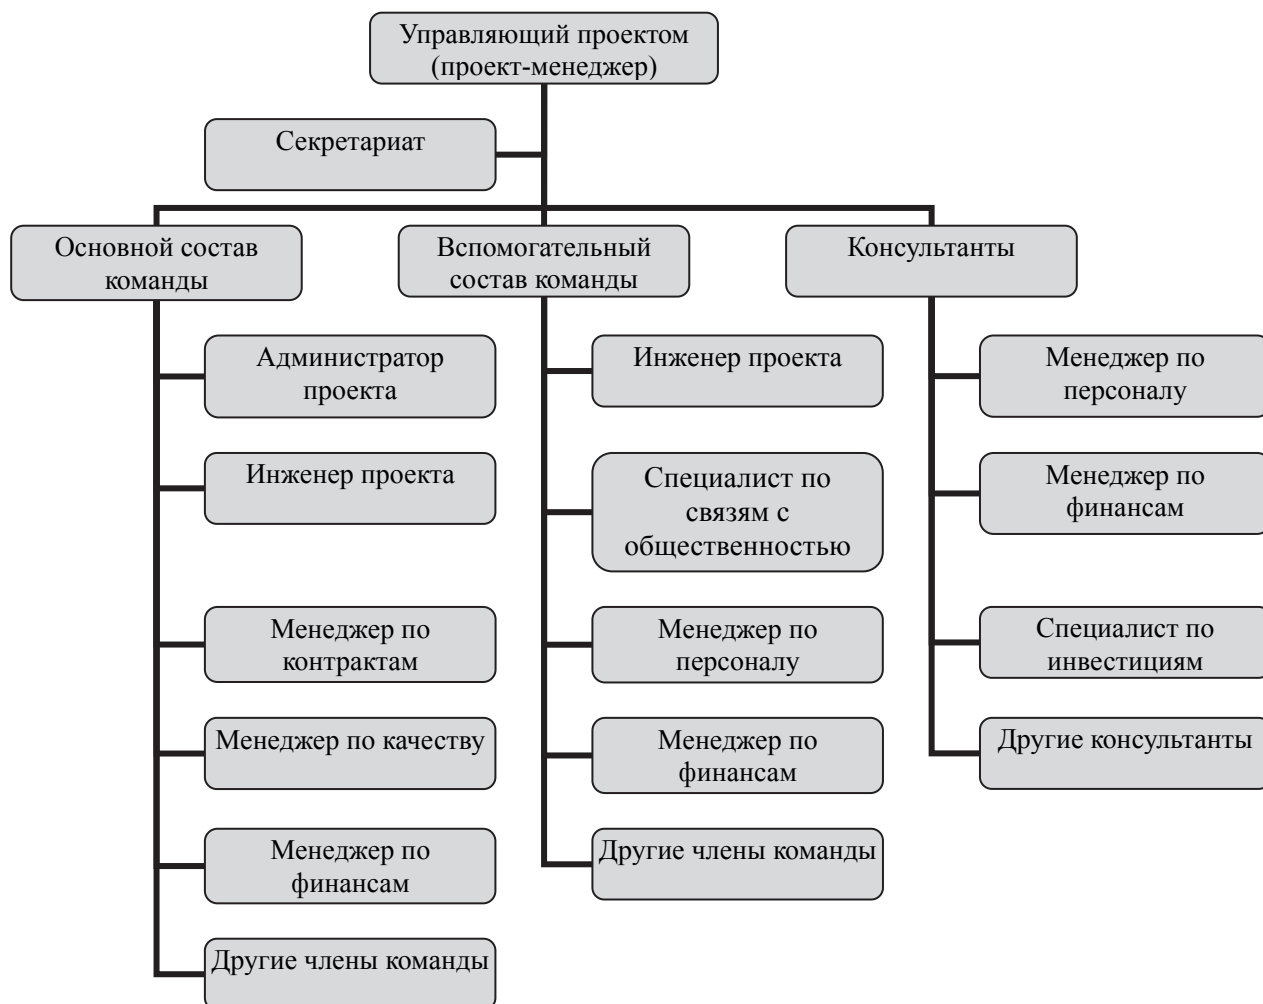 Управляющий проектом
(проект-менеджер)
Секретариат
Основной состав
команды
Администратор
проекта
Инженер проекта
Менеджер по
контрактам
Менеджер по качеству
Менеджер по
финансам
Другие члены команды
Вспомогательный
состав команды
Инженер проекта
Специалист по
связям с
общественностью
Менеджер по
персоналу
Менеджер по
финансам
Другие члены команды
Консультанты
Менеджер по
персоналу
Менеджер по
финансам
Специалист по
инвестициям
Другие консультанты